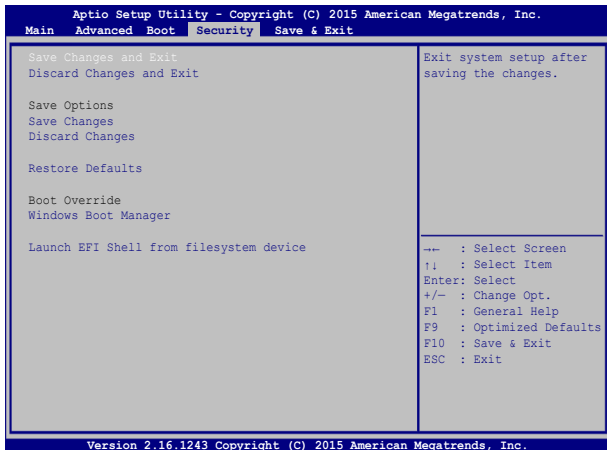 Aptio Setup Utility - Copyright (C) 2015 American Megatrends, Inc.
Main Advanced Boot Security Save & Exit
Save Changes and Exit
Discard Changes and Exit
Save Options
Save Changes
Discard Changes
Restore Defaults
Boot Override
Windows Boot Manager
Launch EFI Shell from filesystem device
Exit system setup after
saving the changes.
→← : Select Screen
↑↓ : Select Item
Enter: Select
+/— : Change Opt.
F1 : General Help
F9 : Optimized Defaults
F10 : Save & Exit
ESC : Exit
Version 2.16.1243 Copyright (C) 2015 American Megatrends, Inc.